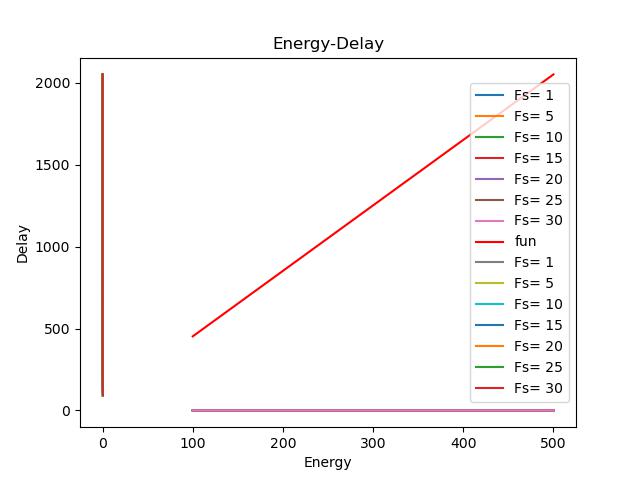 Energy-Delay
2000
1500
1000
500
0
Delay
0
100
200
300
400
500
Energy
Fs= 1
Fs= 5
Fs= 10
Fs= 15
Fs= 20
Fs= 25
Fs= 30
fun
Fs= 1
Fs= 5
Fs= 10
Fs= 15
Fs= 20
Fs= 25
Fs= 30